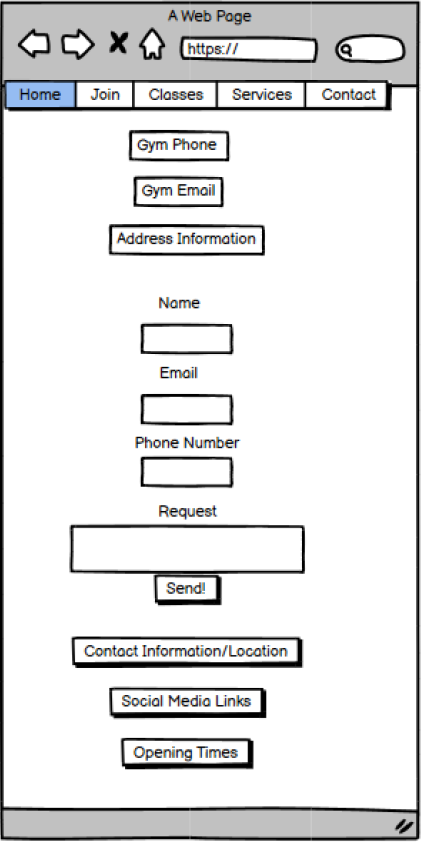 A Web Page
https://
Home Join Classes Services Contact
Gym Phone
Gym Email
Address Information
Name
Email
Phone Number
Request
Send!
Contact Information/Location
Social Media Links
Opening Times